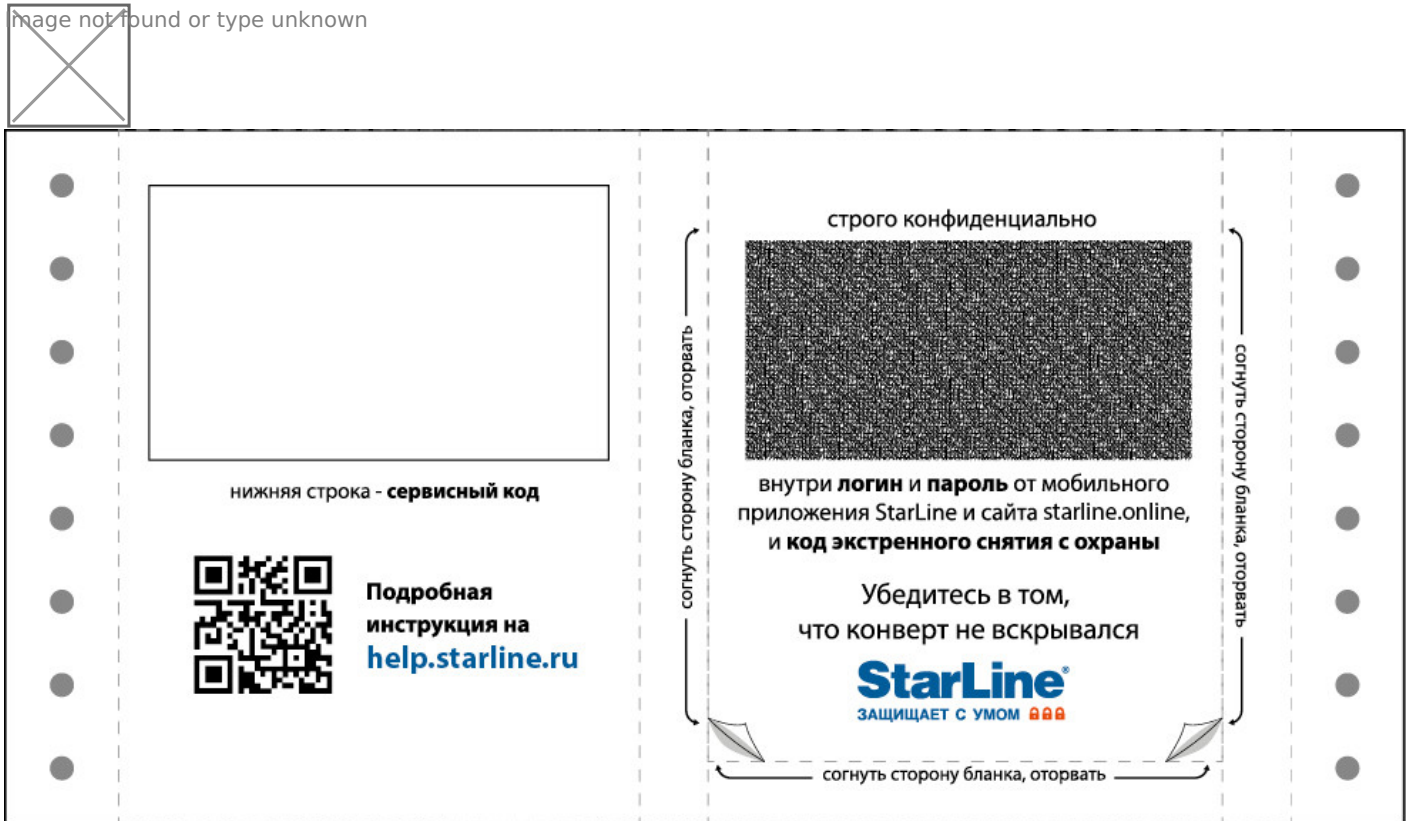 Image not found or type unknown
нижняя строка - сервисный код
Подробная
инструкция на
help.starline.ru
согнуть сторону бланка, оторвать
строго конфиденциально
внутри логин и пароль от мобильного
приложения StarLine и сайта starline.online,
и код экстренного снятия с охраны
Убедитесь в том,
что конверт не вскрывался
StarLine®
ЗАЩИЩАЕТ С УМОМ
согнуть сторону бланка, оторвать
согнуть сторону бланка, оторвать